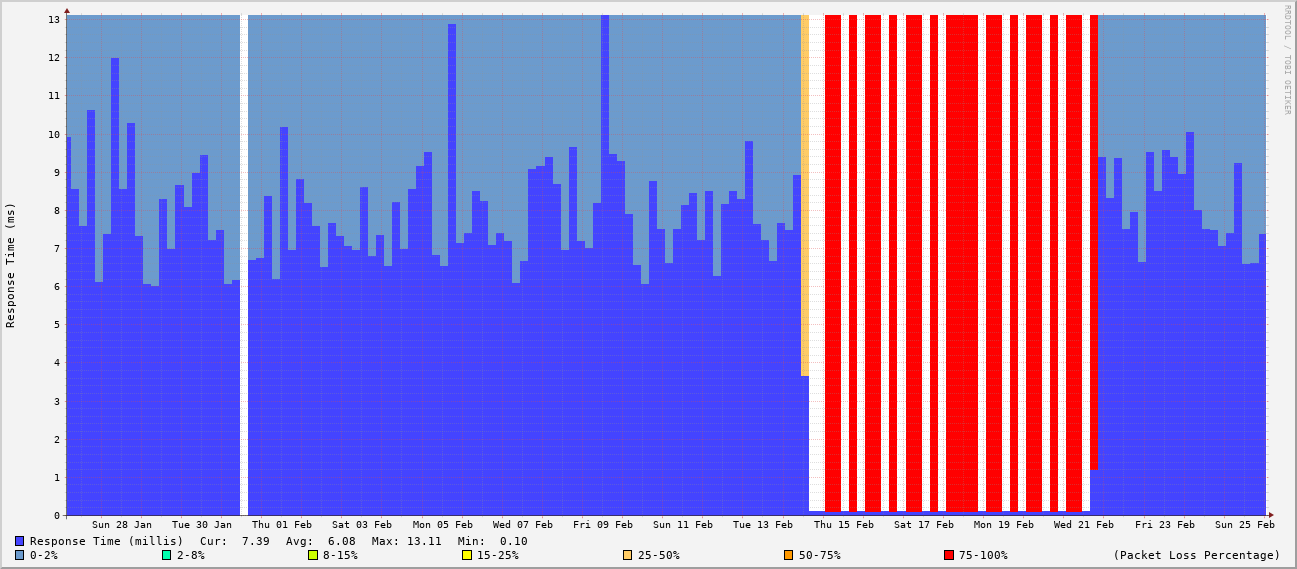 13
12
11
10
9
8
7
6
5
4
3
2
1
0
Response Time (ms)
RRDTOOL / TOBI OETIKER
Sun 28 Jan Tue 30 Jan Thu 01 Feb Sat 03 Feb Mon 05 Feb Wed 07 Feb Fri 09 Feb Sun 11 Feb Tue 13 Feb Thu 15 Feb Sat 17 Feb Mon 19 Feb Wed 21 Feb Fri 23 Feb Sun 25 Feb
Response Time (millis) Cur: 7.39 Avg: 6.08 Max: 13.11 Min: 0.10
0-2% 2-8% 8-15% 15-25% 25-50% 50-75% 75-100% (Packet Loss Percentage)